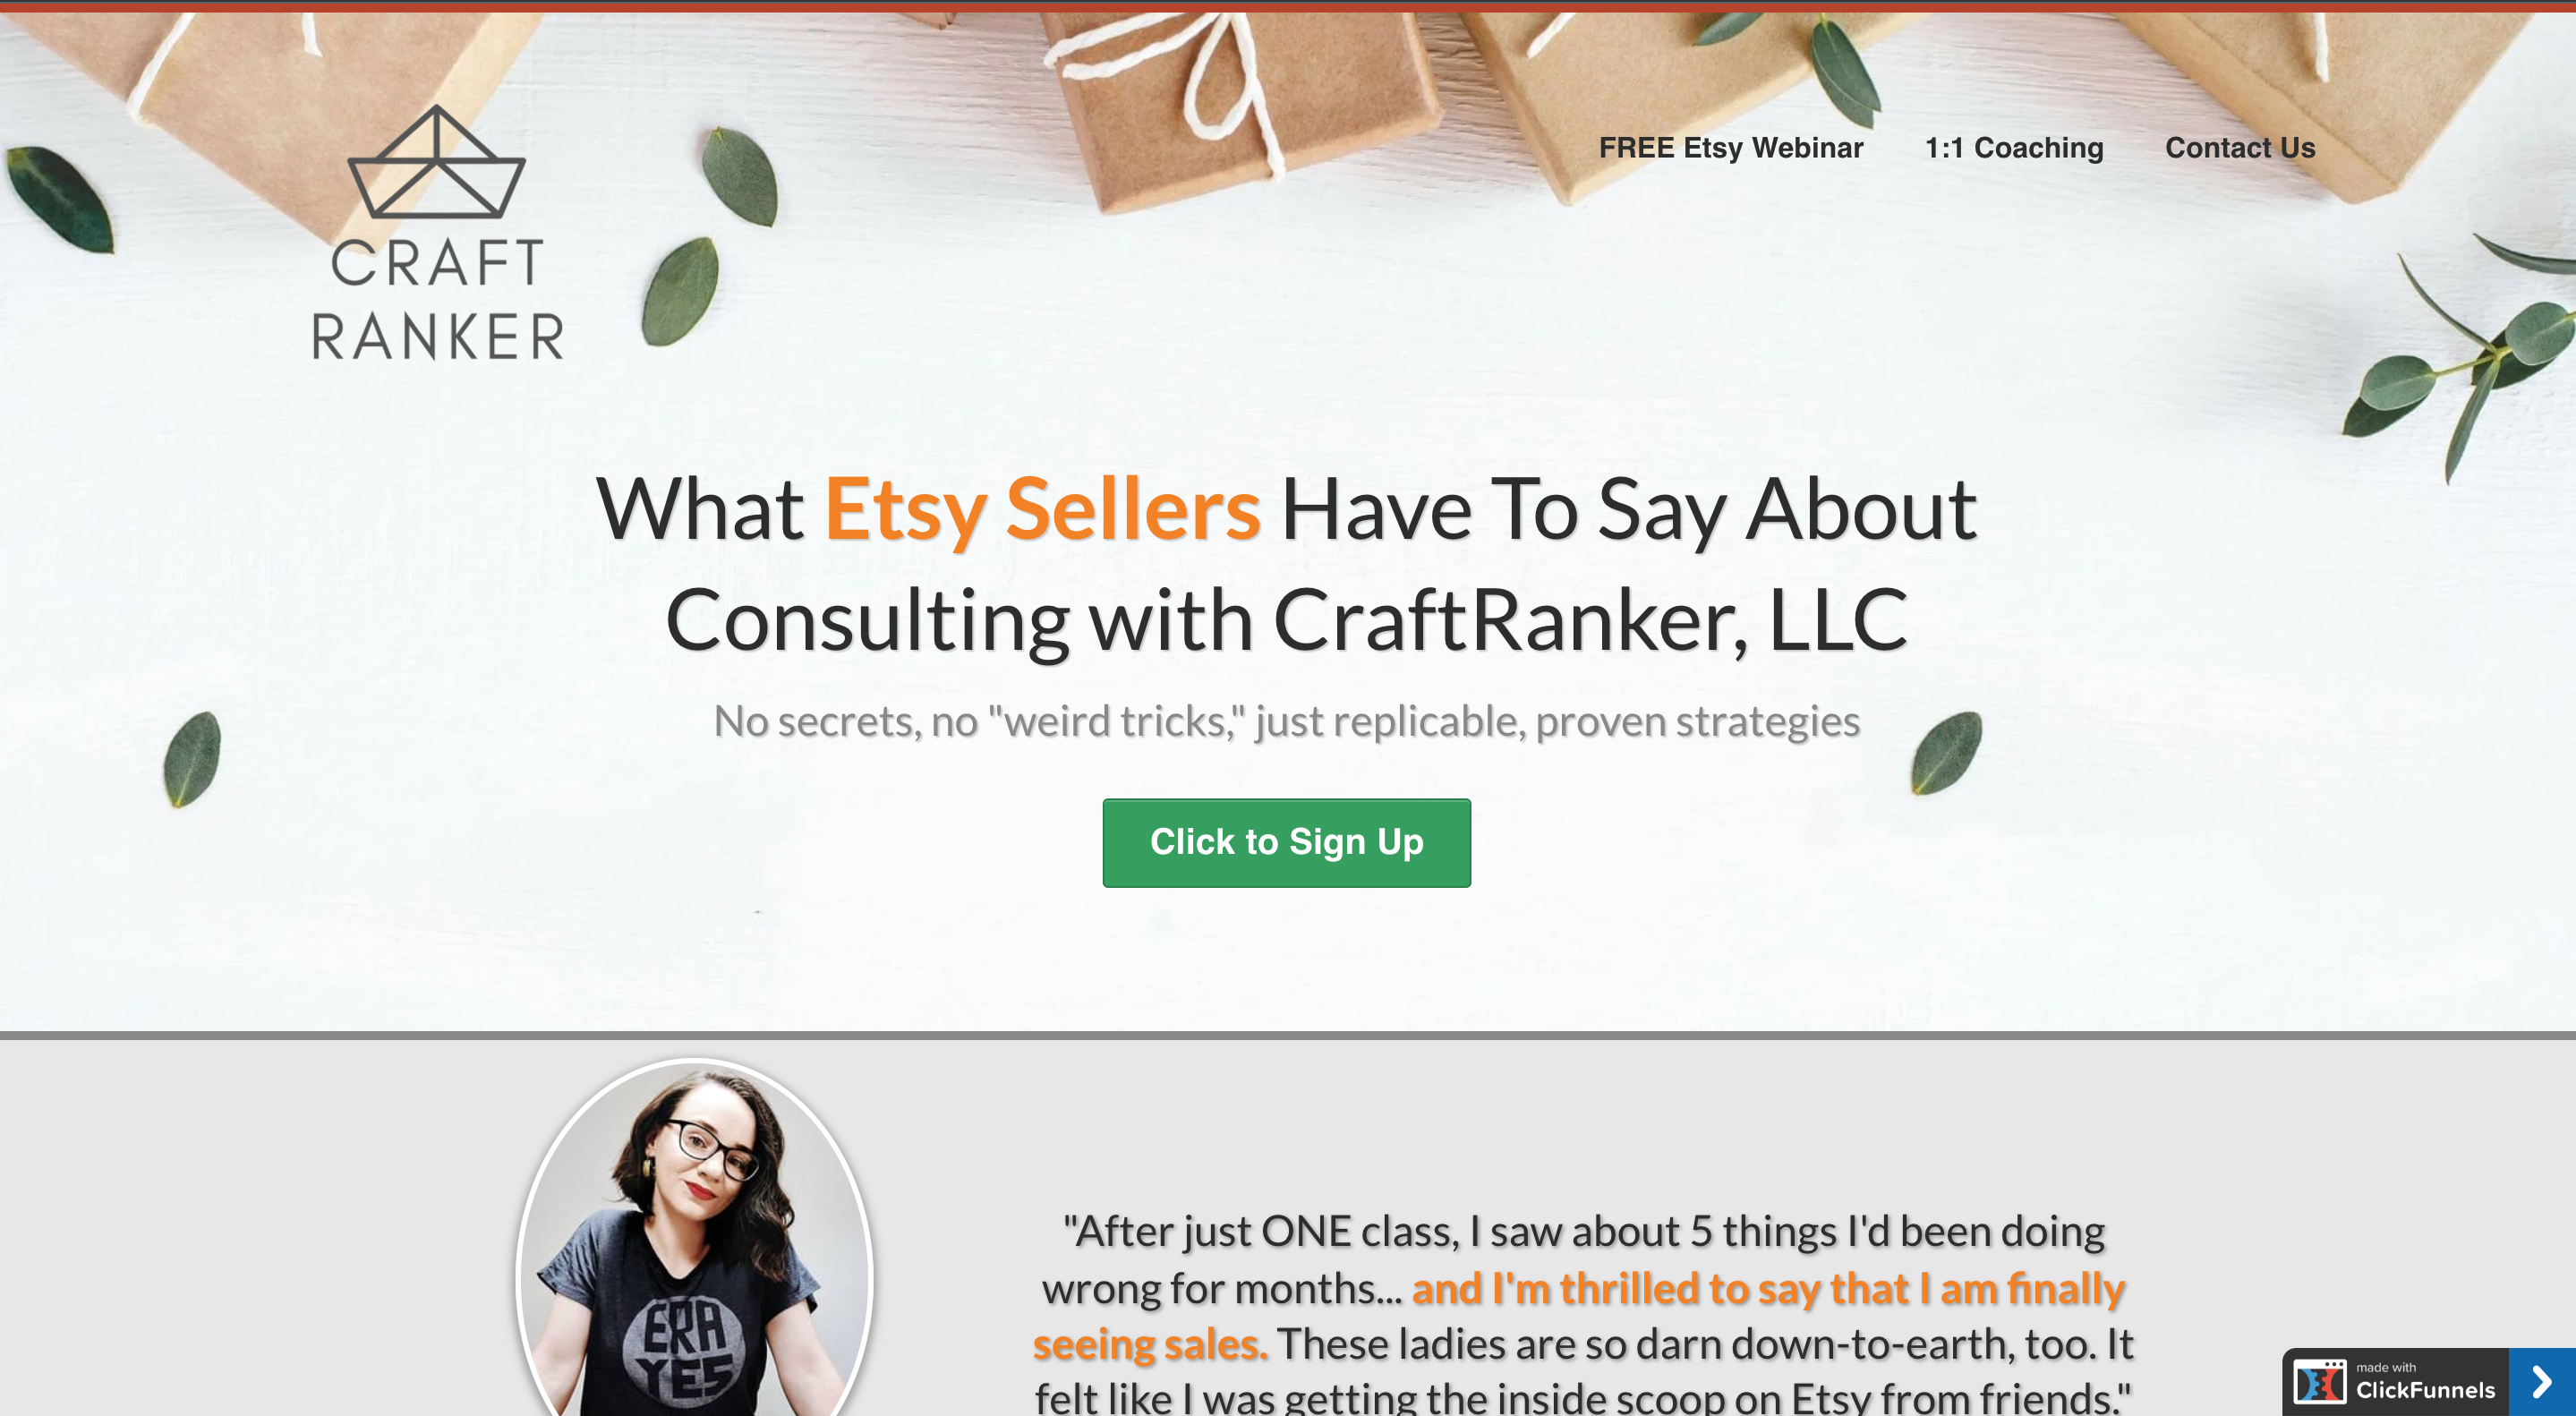 CRAFT
RANKER
FREE Etsy Webinar
1:1 Coaching
Contact Us
What Etsy Sellers Have To Say About
Consulting with CraftRanker, LLC
No secrets, no "weird tricks," just replicable, proven strategies
Click to Sign Up
ERA
YES
"After just ONE class, I saw about 5 things I'd been doing
wrong for months... and I'm thrilled to say that I am finally
seeing sales. These ladies are so darn down-to-earth, too. It
felt like I was getting the inside scoop on Etsy from friends."
made with
ClickFunnels